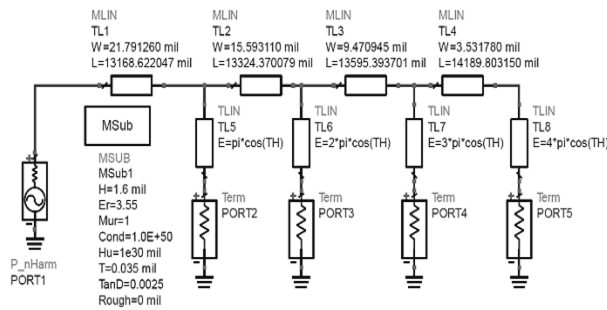 MLIN
TL1
W=21.791260 mil
L=13168.622047 mil
MLIN
TL2
W=15.593110 mil
L=13324.370079 mil
MLIN
TL3
W=9.470945 mil
L=13595.393701 mil
MLIN
TL4
W=3.531780 mil
L=14189.803150 mil
MSub
TLIN
TL5
E=pi*cos(TH)
TLIN
TL6
E=2*pi*cos(TH)
TLIN
TL7
E=3*pi*cos(TH)
TLIN
TL8
E=4*pi*cos(TH)
MSUB
MSub1
H=1.6 mil
Er=3.55
Mur=1
Cond=1.0E+50
Hu=1e30 mil
T=0.035 mil
TanD=0.0025
Rough=0 mil
Term
PORT2
Term
PORT3
Term
PORT4
Term
PORT5
P_nHarm
PORT1